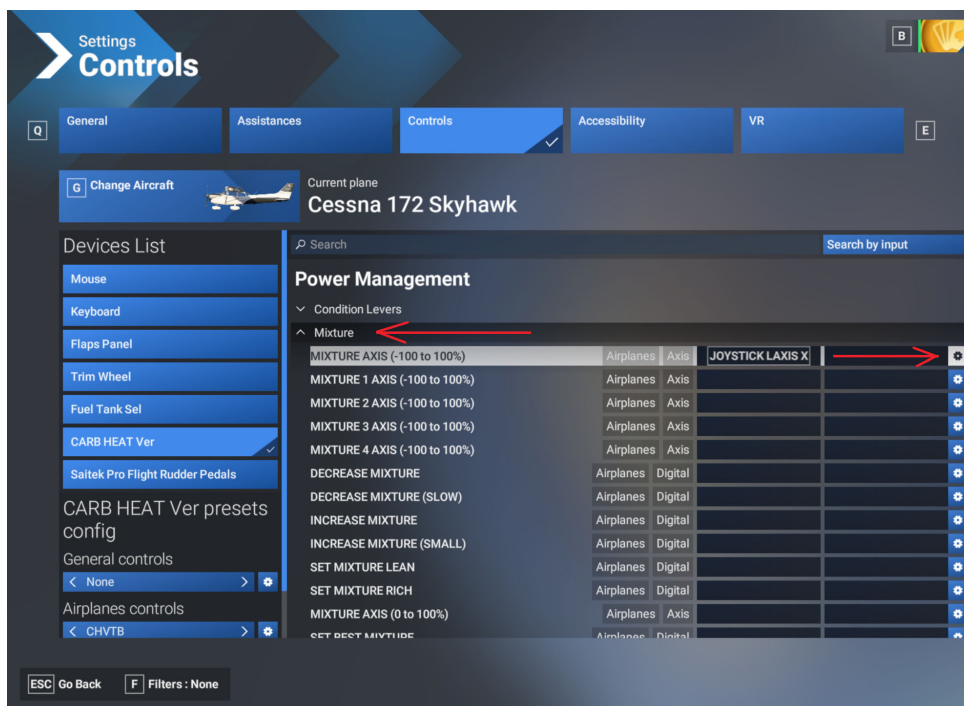 Settings
Controls
B
Q
General
Assistances
Controls
Accessibility
VR
E
G Change Aircraft
Current plane
Cessna 172 Skyhawk
Devices List
Mouse
Keyboard
Flaps Panel
Trim Wheel
Fuel Tank Sel
CARB HEAT Ver
Saitek Pro Flight Rudder Pedals
CARB HEAT Ver presets
config
General controls
None
Airplanes controls
CHVTB
Search
Search by input
Power Management
Condition Levers
Mixture
MIXTURE AXIS (-100 to 100%) Airplanes Axis JOYSTICK LAXIS X
MIXTURE 1 AXIS (-100 to 100%) Airplanes Axis
MIXTURE 2 AXIS (-100 to 100%) Airplanes Axis
MIXTURE 3 AXIS (-100 to 100%) Airplanes Axis
MIXTURE 4 AXIS (-100 to 100%) Airplanes Axis
DECREASE MIXTURE Airplanes Digital
DECREASE MIXTURE (SLOW) Airplanes Digital
INCREASE MIXTURE Airplanes Digital
INCREASE MIXTURE (SMALL) Airplanes Digital
SET MIXTURE LEAN Airplanes Digital
SET MIXTURE RICH Airplanes Digital
MIXTURE AXIS (0 to 100%) Airplanes Axis
SET BEST MIXTURE Airplanes Digital
ESC Go Back
F Filters : None